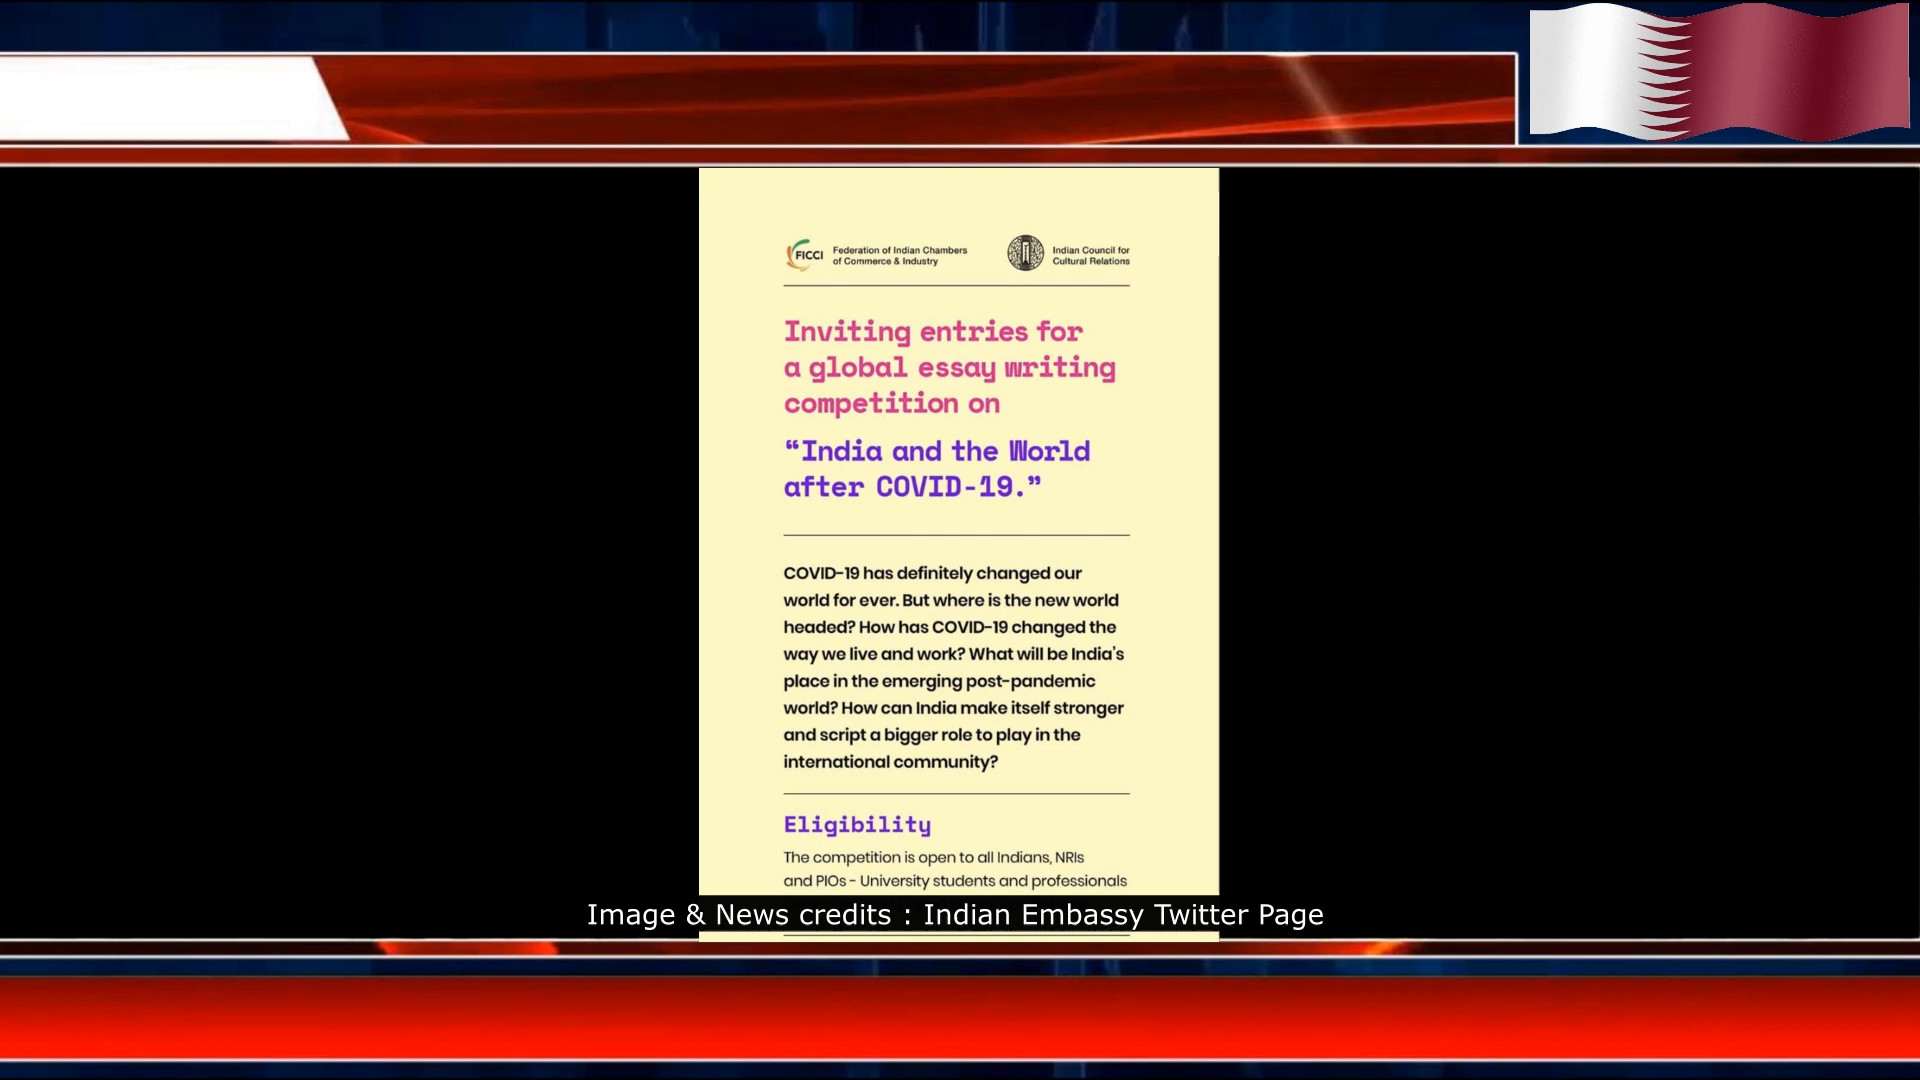 FICCI
Federation of Indian Chambers
of Commerce & Industry
Indian Council for
Cultural Relations
Inviting entries for
a global essay writing
competition on
“India and the World
after COVID-19.”
COVID-19 has definitely changed our
world for ever. But where is the new world
headed? How has COVID-19 changed the
way we live and work? What will be India's
place in the emerging post-pandemic
world? How can India make itself stronger
and script a bigger role to play in the
international community?
Eligibility
The competition is open to all Indians, NRIs
and PIOs - University students and professionals
Image & News credits : Indian Embassy Twitter Page